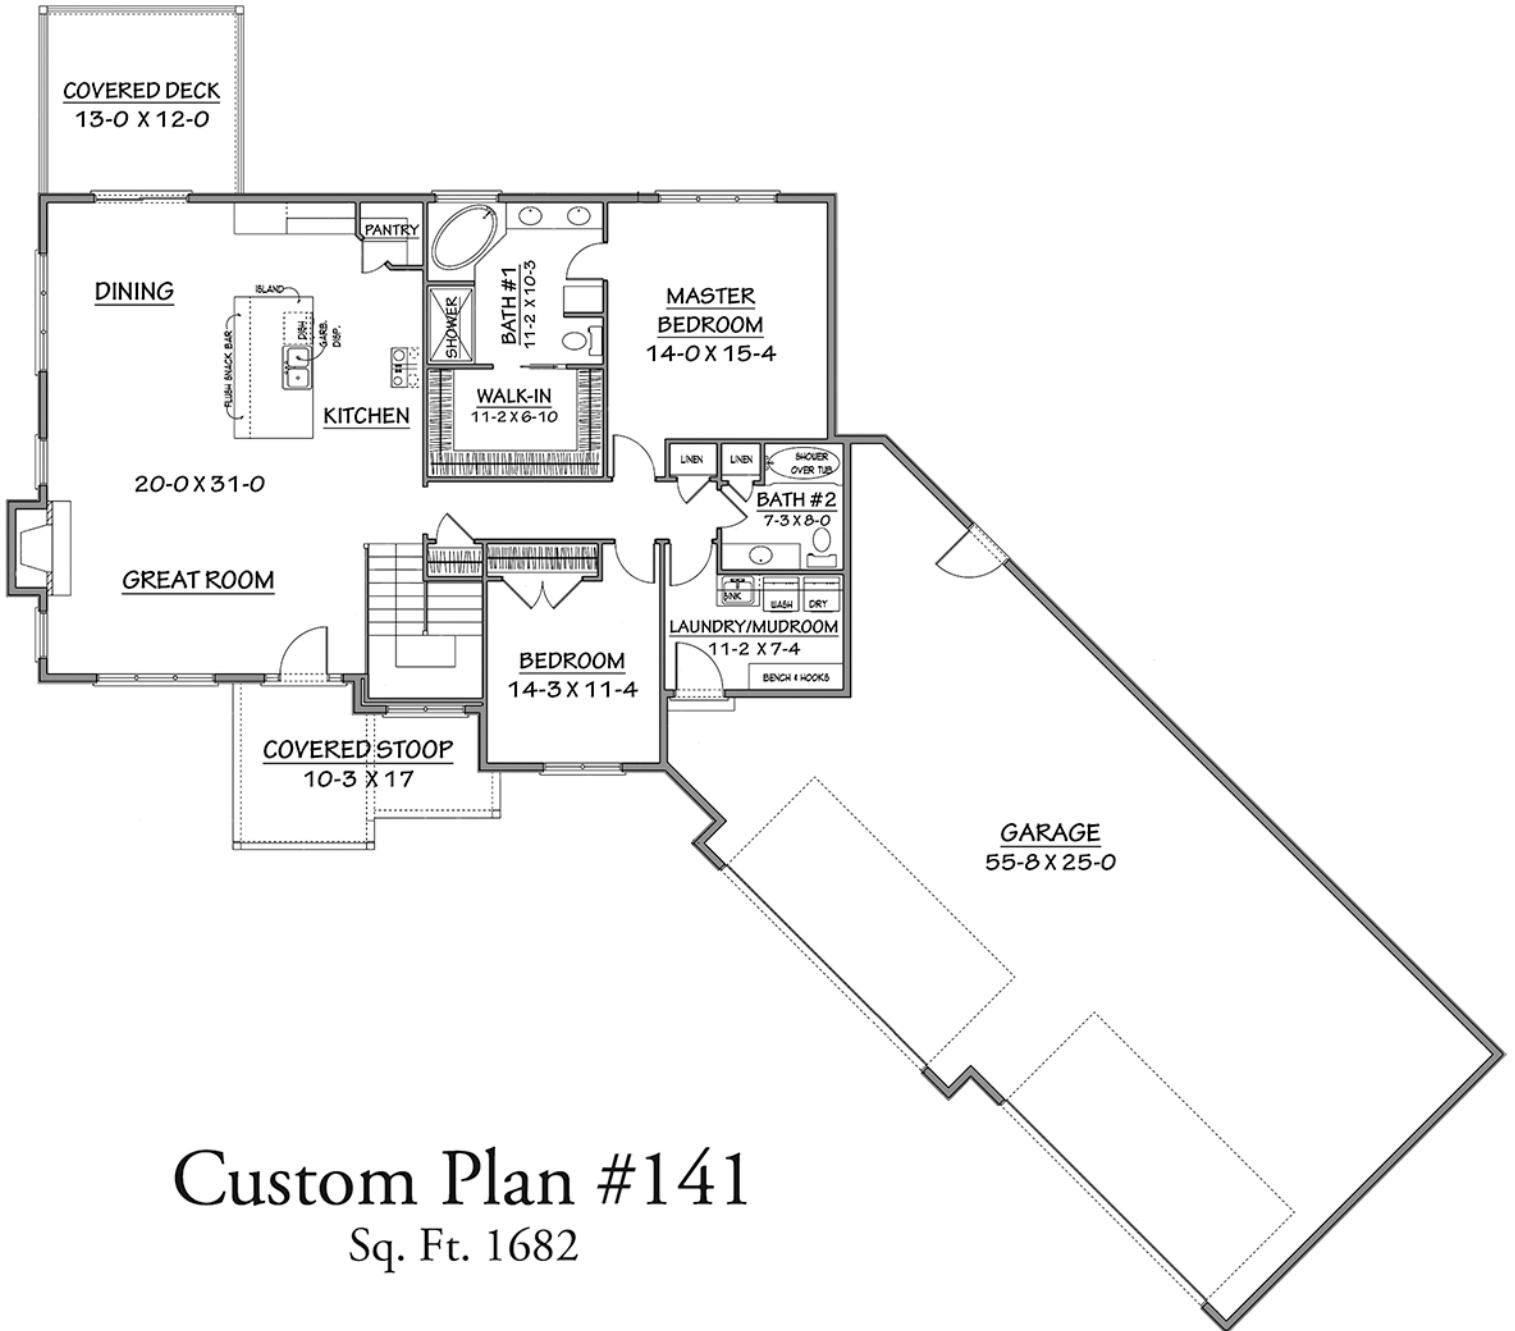 COVERED DECK
13-0 X 12-0
PANTRY
DINING
ISLAND
DISH
GARB.
DISP.
FLUSH SNACK BAR
KITCHEN
20-0 X 31-0
GREAT ROOM
BATH #1
11-2 X 10-3
SHOWER
WALK-IN
11-2 X 6-10
MASTER
BEDROOM
14-0 X 15-4
LINEN
LINEN
SHOWER
OVER TUB
BATH #2
7-3 X 8-0
SINK
WASH
DRY
LAUNDRY/MUDROOM
11-2 X 7-4
BENCH & HOOKS
BEDROOM
14-3 X 11-4
COVERED STOOP
10-3 X 17
GARAGE
55-8 X 25-0
Custom Plan #141
Sq. Ft. 1682